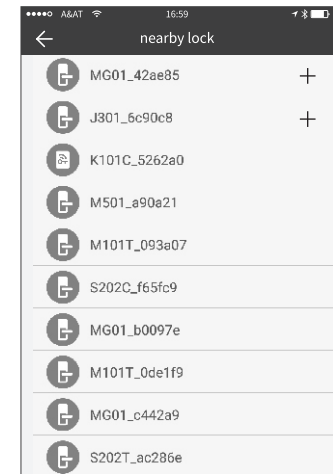 A&AT 16:59
nearby lock
MG01_42ae85 +
J301_6c90c8 +
K101C_5262a0
M501_a90a21
M101T_093a07
S202C_f65fc9
MG01_b0097e
M101T_0de1f9
MG01_c442a9
S202T_ac286e